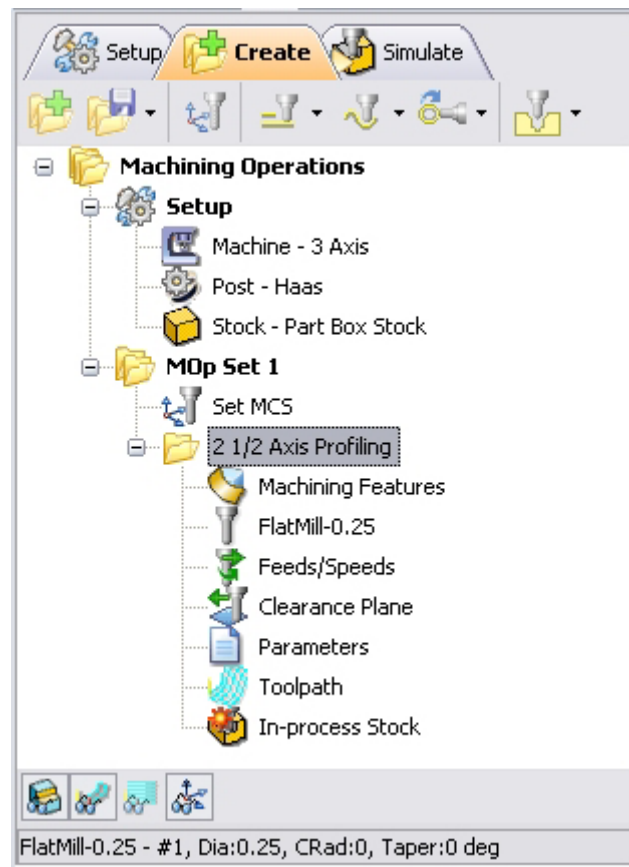 Setup Create Simulate
Machining Operations
Setup
Machine - 3 Axis
Post - Haas
Stock - Part Box Stock
MOp Set 1
Set MCS
2 1/2 Axis Profiling
Machining Features
FlatMill-0.25
Feeds/Speeds
Clearance Plane
Parameters
Toolpath
In-process Stock
FlatMill-0.25 - #1, Dia:0.25, CRad:0, Taper:0 deg